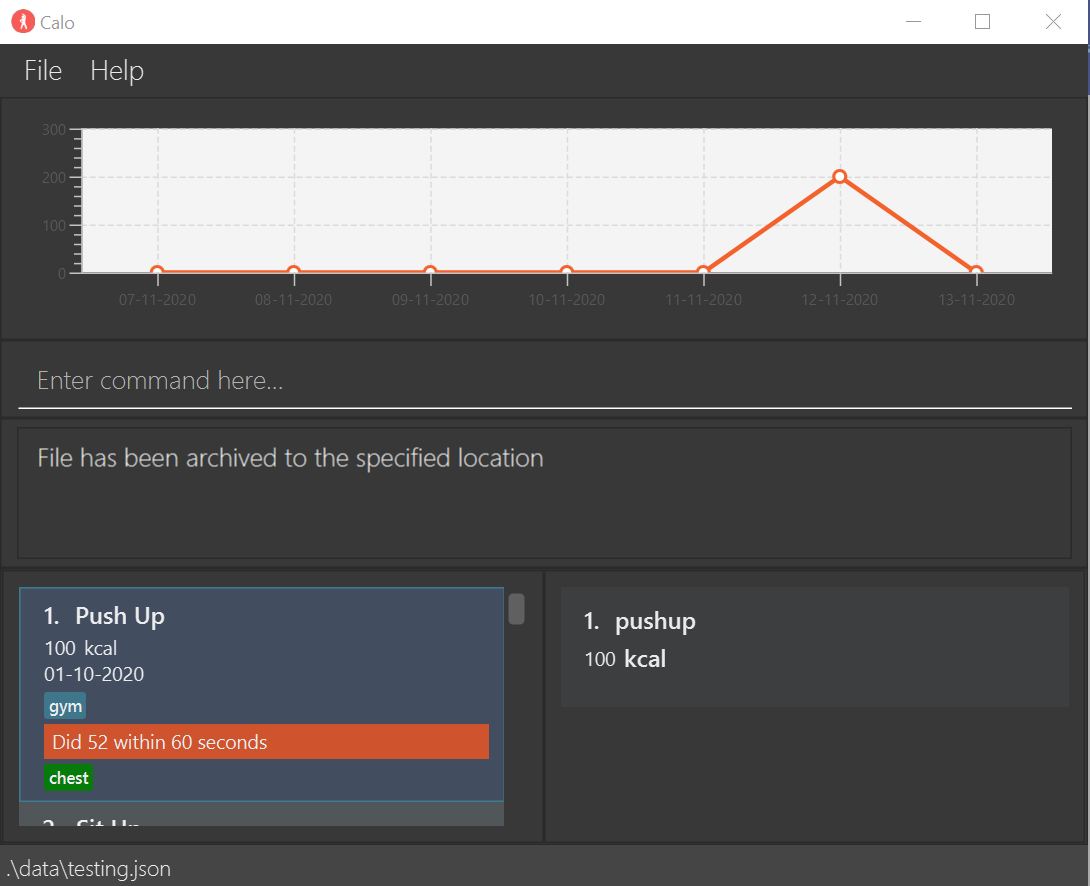 Calo
File Help
300
200
100
0
07-11-2020 08-11-2020 09-11-2020 10-11-2020 11-11-2020 12-11-2020 13-11-2020
Enter command here...
File has been archived to the specified location
1. Push Up
100 kcal
01-10-2020
gym
Did 52 within 60 seconds
chest
2. Sit Up
1. pushup
100 kcal
.\data\testing.json